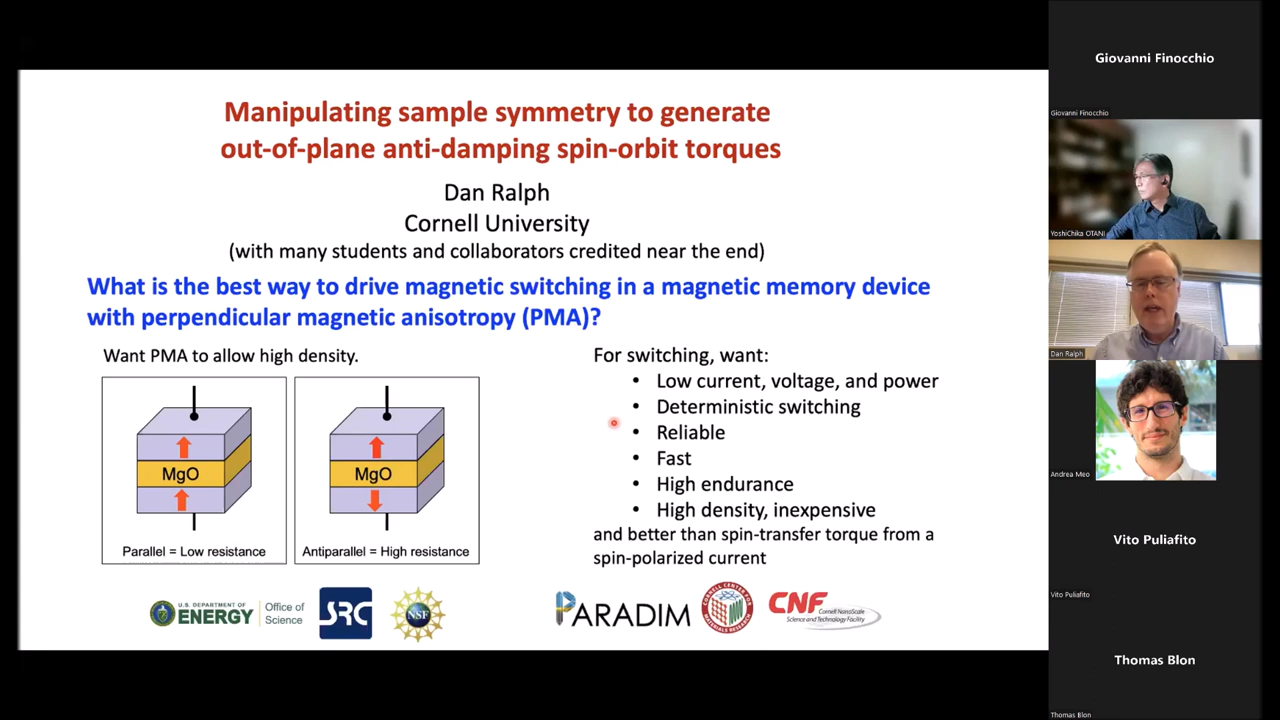 Manipulating sample symmetry to generate
out-of-plane anti-damping spin-orbit torques
Dan Ralph
Cornell University
(with many students and collaborators credited near the end)
What is the best way to drive magnetic switching in a magnetic memory device
with perpendicular magnetic anisotropy (PMA)?
Want PMA to allow high density.
MgO
Parallel = Low resistance
MgO
Antiparallel = High resistance
For switching, want:
• Low current, voltage, and power
• Deterministic switching
• Reliable
• Fast
• High endurance
• High density, inexpensive
and better than spin-transfer torque from a
spin-polarized current
U.S. DEPARTMENT OF
ENERGY
Office of
Science
SRC
NSF
PARADIM
CORNELL CENTER FOR
MATERIALS RESEARCH
CNF
Cornell NanoScale
Science and Technology Facility
Giovanni Finocchio
Giovanni Finocchio
YoshiChika OTANI
Dan Ralph
Andrea Meo
Vito Puliafito
Vito Puliafito
Thomas Blon
Thomas Blon